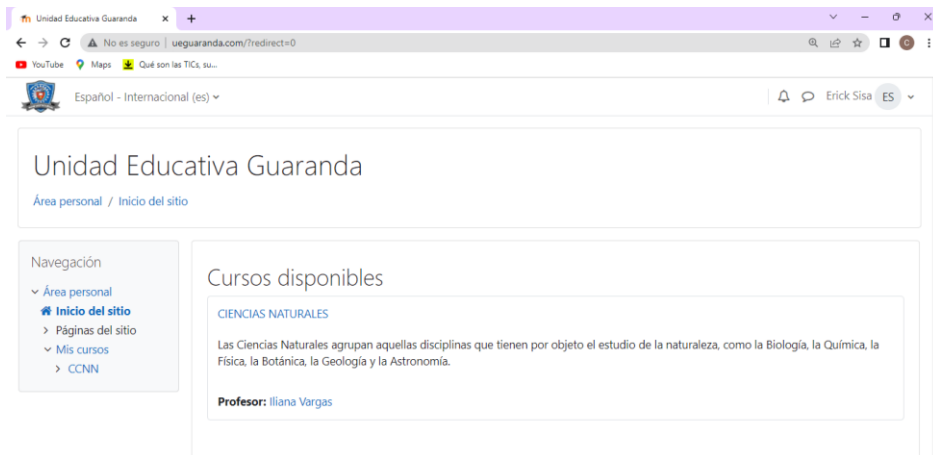 Unidad Educativa Guaranda
No es seguro | ueguaranda.com/?redirect=0
C
YouTube Maps Qué son las TICs, su...
Español - Internacional (es)
Erick Sisa ES
Unidad Educativa Guaranda
Área personal / Inicio del sitio
Navegación
Área personal
Inicio del sitio
Páginas del sitio
Mis cursos
CCNN
Cursos disponibles
CIENCIAS NATURALES
Las Ciencias Naturales agrupan aquellas disciplinas que tienen por objeto el estudio de la naturaleza, como la Biología, la Química, la
Física, la Botánica, la Geología y la Astronomía.
Profesor: Iliana Vargas